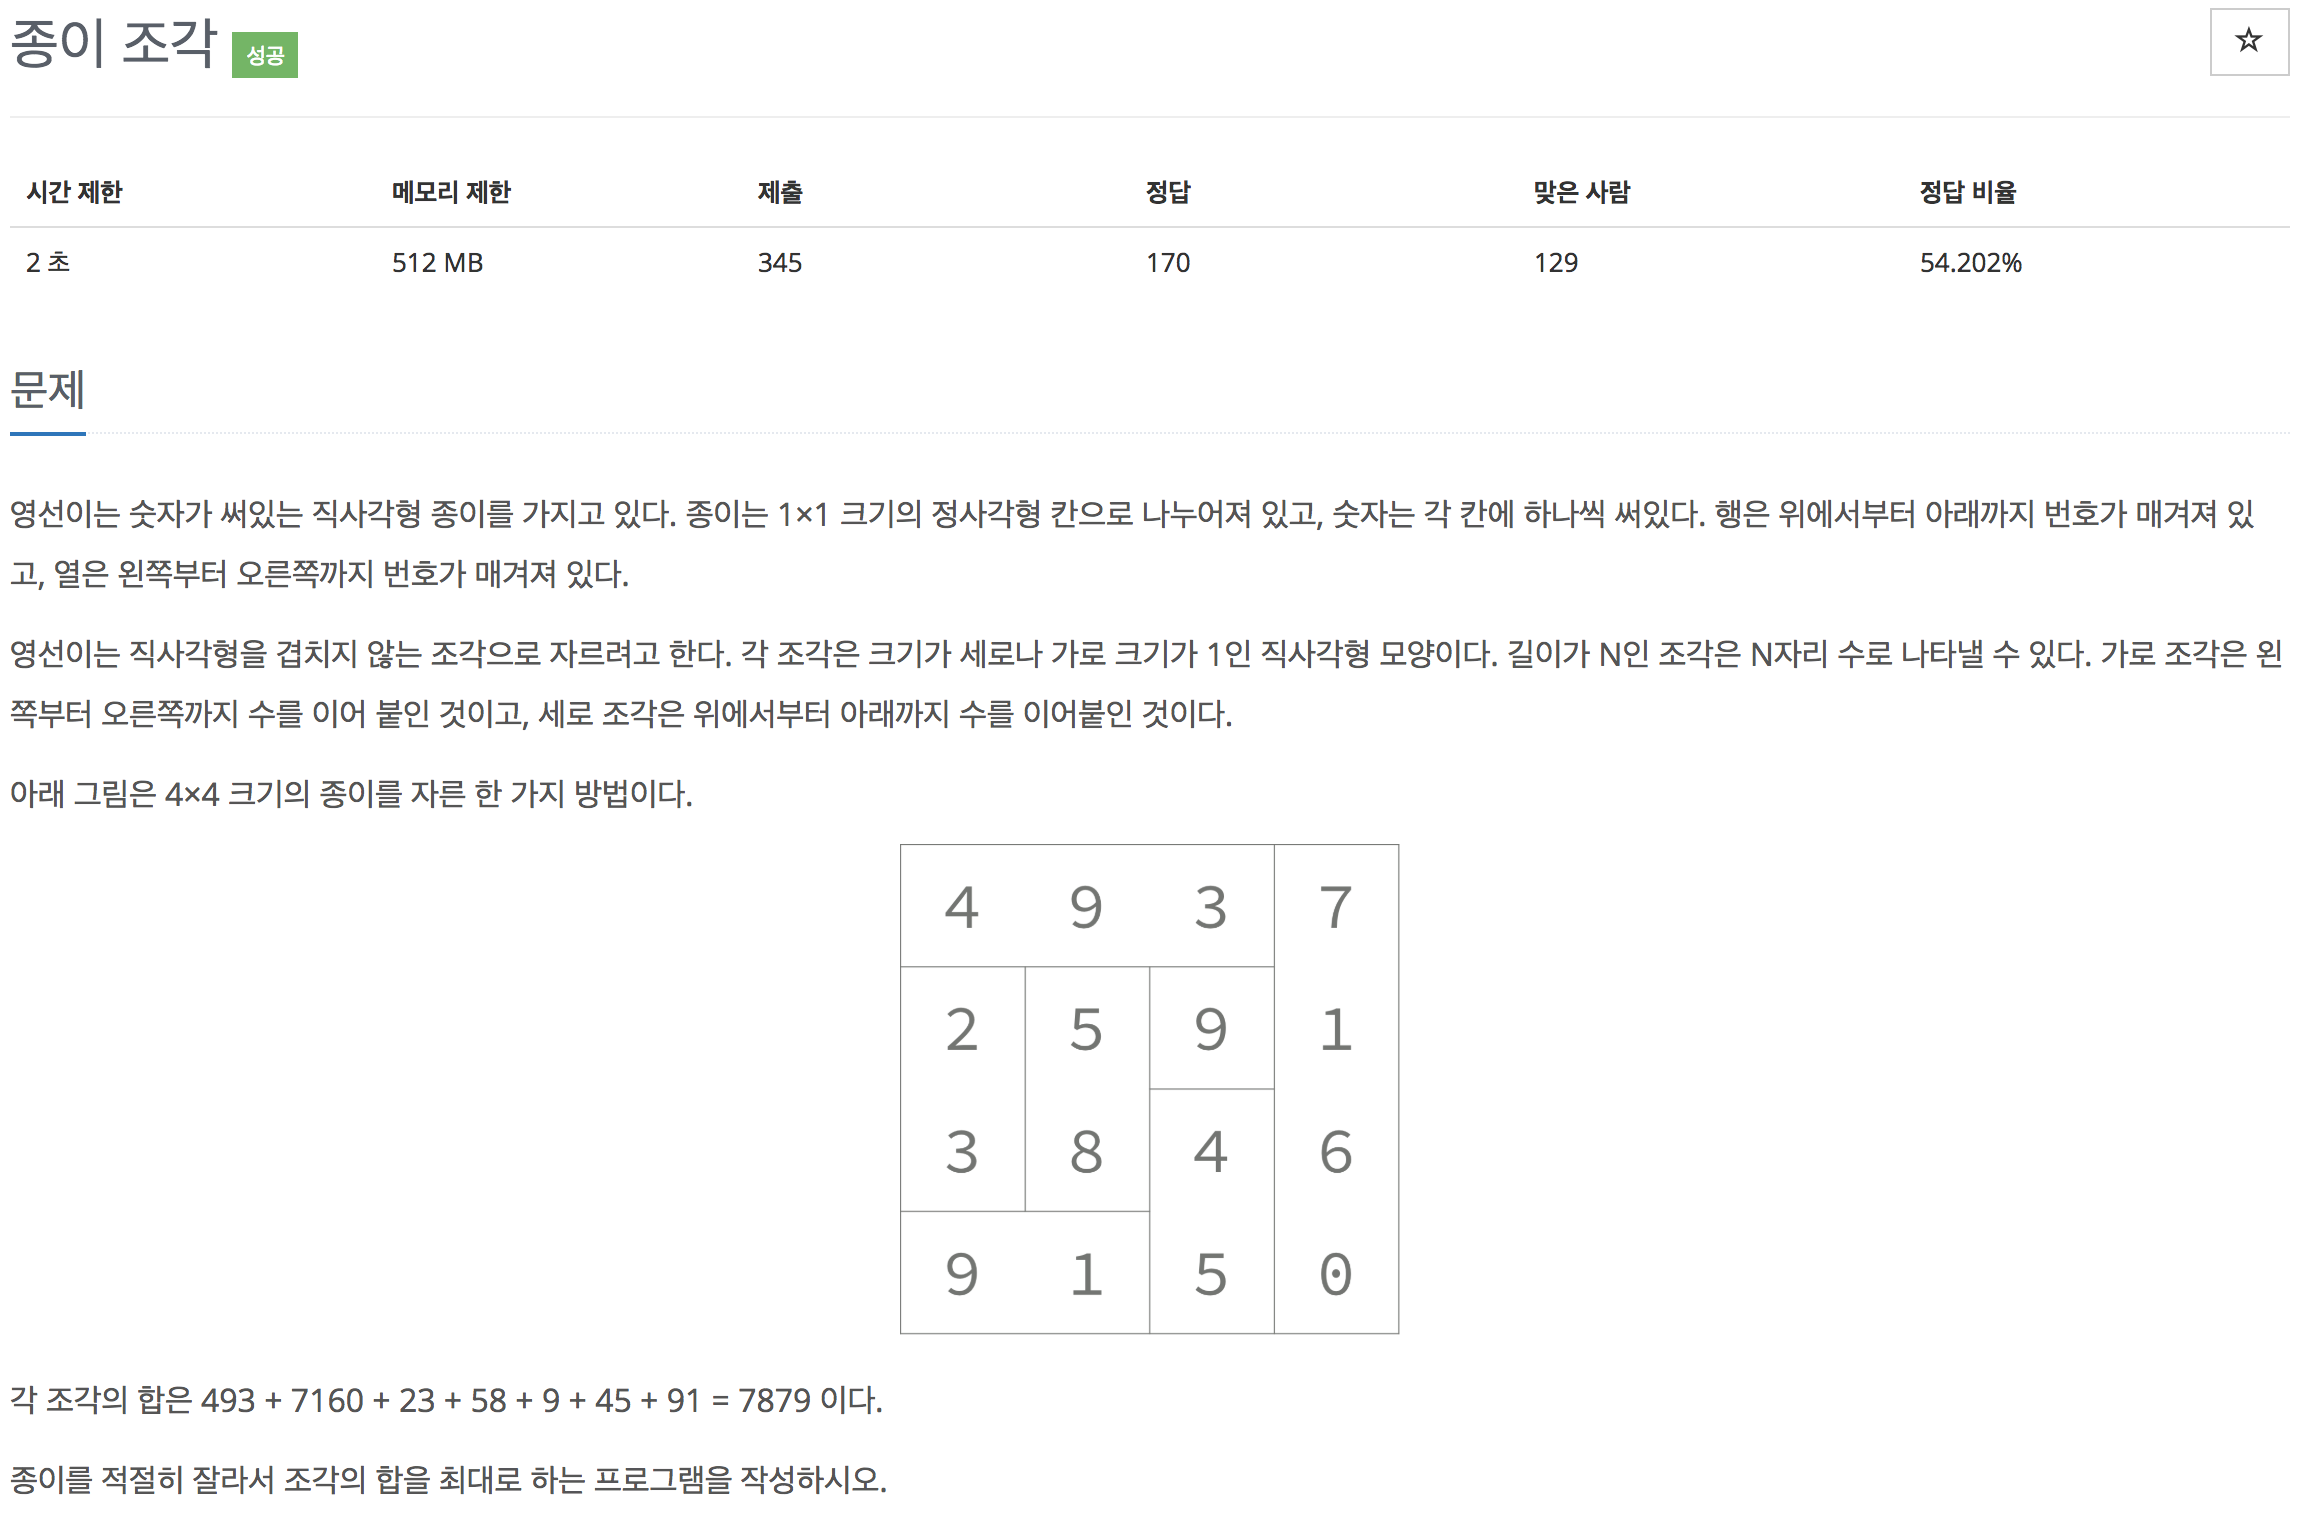 종이 조각 성공
시간 제한 메모리 제한 제출 정답 맞은 사람 정답 비율
2 초 512 MB 345 170 129 54.202%
문제
영선이는 숫자가 써있는 직사각형 종이를 가지고 있다. 종이는 1×1 크기의 정사각형 칸으로 나누어져 있고, 숫자는 각 칸에 하나씩 써있다. 행은 위에서부터 아래까지 번호가 매겨져 있
고, 열은 왼쪽부터 오른쪽까지 번호가 매겨져 있다.
영선이는 직사각형을 겹치지 않는 조각으로 자르려고 한다. 각 조각은 크기가 세로나 가로 크기가 1인 직사각형 모양이다. 길이가 N인 조각은 N자리 수로 나타낼 수 있다. 가로 조각은 왼
쪽부터 오른쪽까지 수를 이어 붙인 것이고, 세로 조각은 위에서부터 아래까지 수를 이어붙인 것이다.
아래 그림은 4×4 크기의 종이를 자른 한 가지 방법이다.
4 9 3 7
2 5 9 1
3 8 4 6
9 1 5 0
각 조각의 합은 493 + 7160 + 23 + 58 + 9 + 45 + 91 = 7879 이다.
종이를 적절히 잘라서 조각의 합을 최대로 하는 프로그램을 작성하시오.